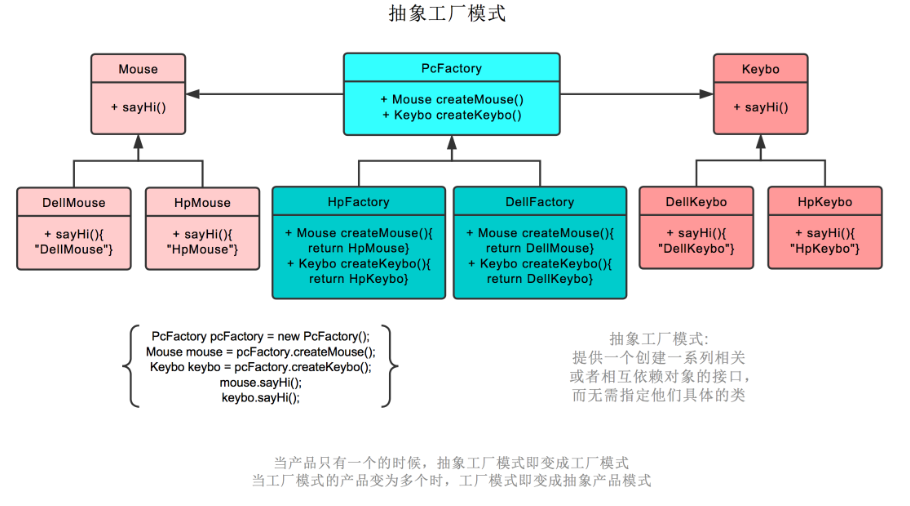 抽象工厂模式
Mouse
+ sayHi()
PcFactory
+ Mouse createMouse()
+ Keybo createKeybo()
Keybo
+ sayHi()
DellMouse
+ sayHi(){
"DellMouse"}
HpMouse
+ sayHi(){
"HpMouse"}
HpFactory
+ Mouse createMouse(){
return HpMouse}
+ Keybo createKeybo(){
return HpKeybo}
DellFactory
+ Mouse createMouse(){
return DellMouse}
+ Keybo createKeybo(){
return DellKeybo}
DellKeybo
+ sayHi(){
"DellKeybo"}
HpKeybo
+ sayHi(){
"HpKeybo"}
PcFactory pcFactory = new PcFactory();
Mouse mouse = pcFactory.createMouse();
Keybo keybo = pcFactory.createKeybo();
mouse.sayHi();
keybo.sayHi();
抽象工厂模式:
提供一个创建一系列相关
或者相互依赖对象的接口，
而无需指定他们具体的类
当产品只有一个的时候，抽象工厂模式即变成工厂模式
当工厂模式的产品变为多个时，工厂模式即变成抽象产品模式